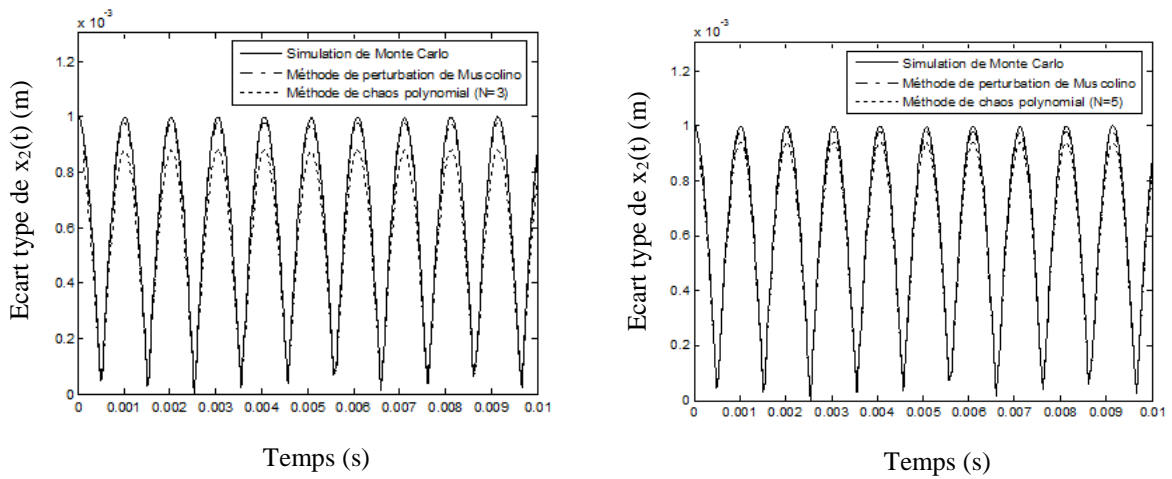 x 10⁻³
Simulation de Monte Carlo
Méthode de perturbation de Muscolino
Méthode de chaos polynomial (N=3)
1.2
1
0.8
0.6
0.4
0.2
0
0 0.001 0.002 0.003 0.004 0.005 0.006 0.007 0.008 0.009 0.01
Ecart type de x₂(t) (m)
Temps (s)
x 10⁻³
Simulation de Monte Carlo
Méthode de perturbation de Muscolino
Méthode de chaos polynomial (N=5)
1.2
1
0.8
0.6
0.4
0.2
0
0 0.001 0.002 0.003 0.004 0.005 0.006 0.007 0.008 0.009 0.01
Ecart type de x₂(t) (m)
Temps (s)